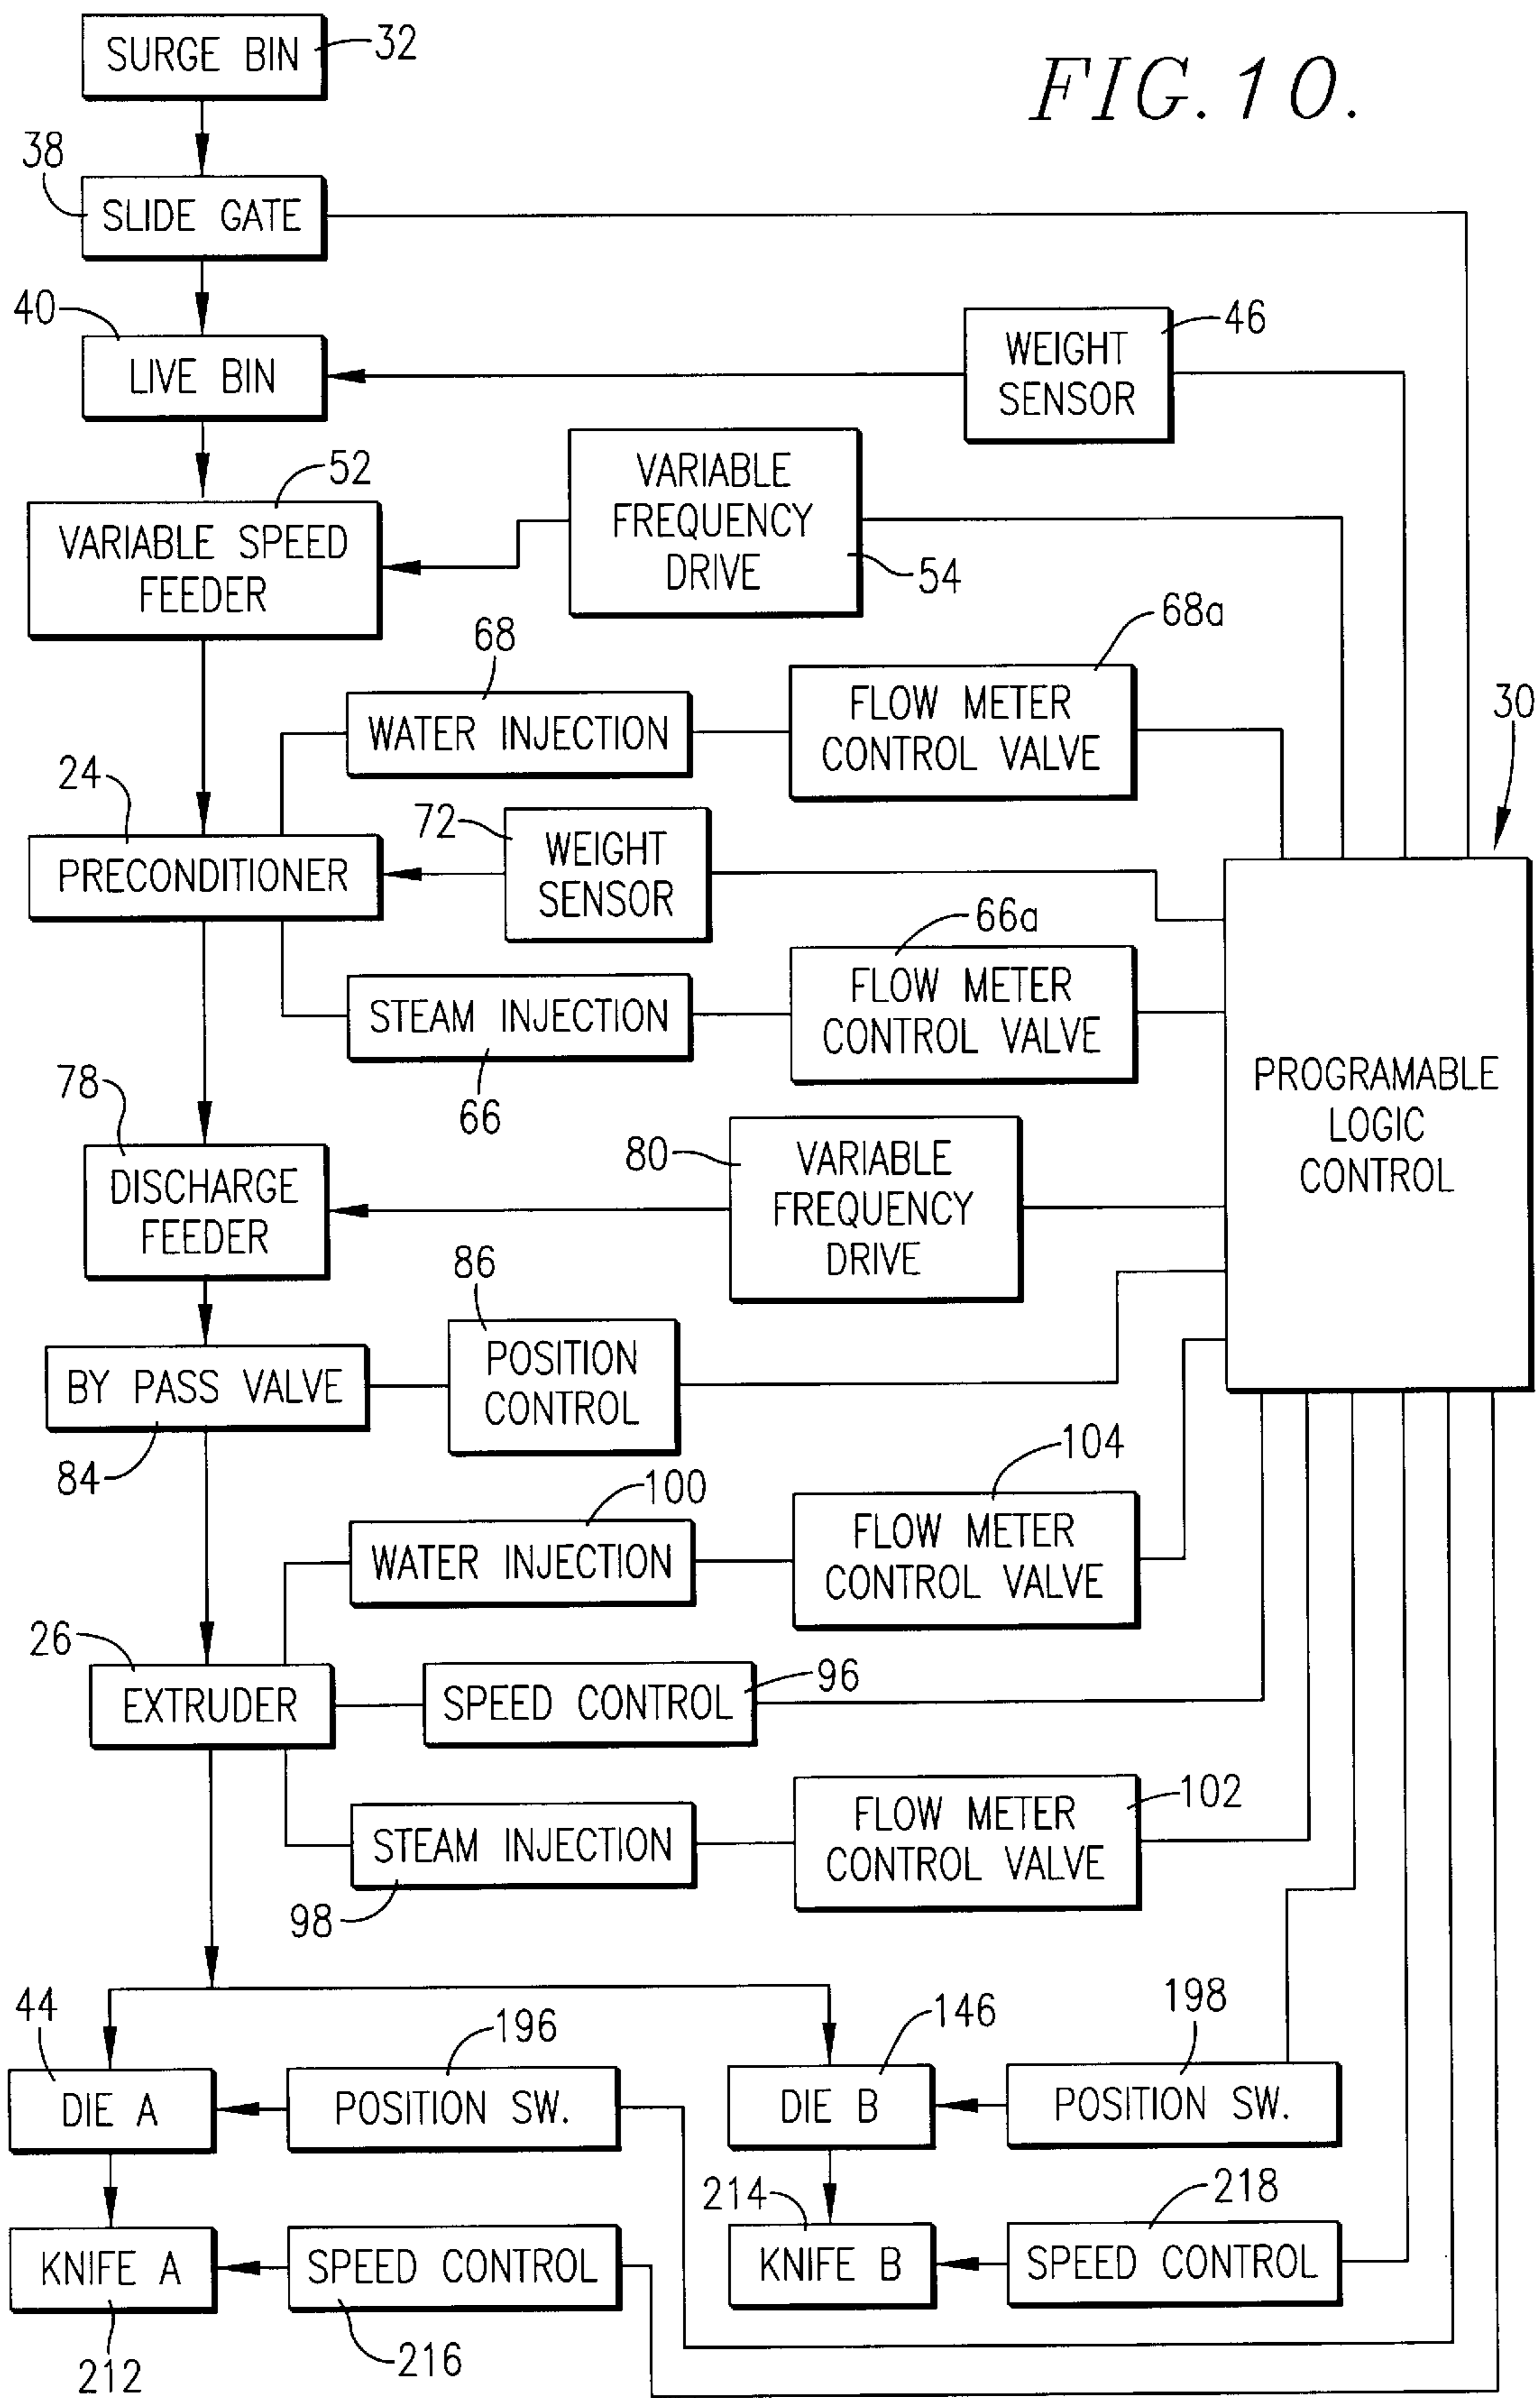 FIG. 10.
SURGE BIN
32
38
SLIDE GATE
40
LIVE BIN
WEIGHT
SENSOR
46
52
VARIABLE SPEED
FEEDER
VARIABLE
FREQUENCY
DRIVE
54
68
WATER INJECTION
68a
FLOW METER
CONTROL VALVE
30
24
PRECONDITIONER
72
WEIGHT
SENSOR
66a
FLOW METER
CONTROL VALVE
STEAM INJECTION
66
PROGRAMABLE
LOGIC
CONTROL
78
DISCHARGE
FEEDER
80
VARIABLE
FREQUENCY
DRIVE
86
POSITION
CONTROL
BY PASS VALVE
84
100
WATER INJECTION
104
FLOW METER
CONTROL VALVE
26
EXTRUDER
SPEED CONTROL
96
STEAM INJECTION
98
FLOW METER
CONTROL VALVE
102
44
DIE A
196
POSITION SW.
146
DIE B
198
POSITION SW.
KNIFE A
212
SPEED CONTROL
216
214
KNIFE B
218
SPEED CONTROL